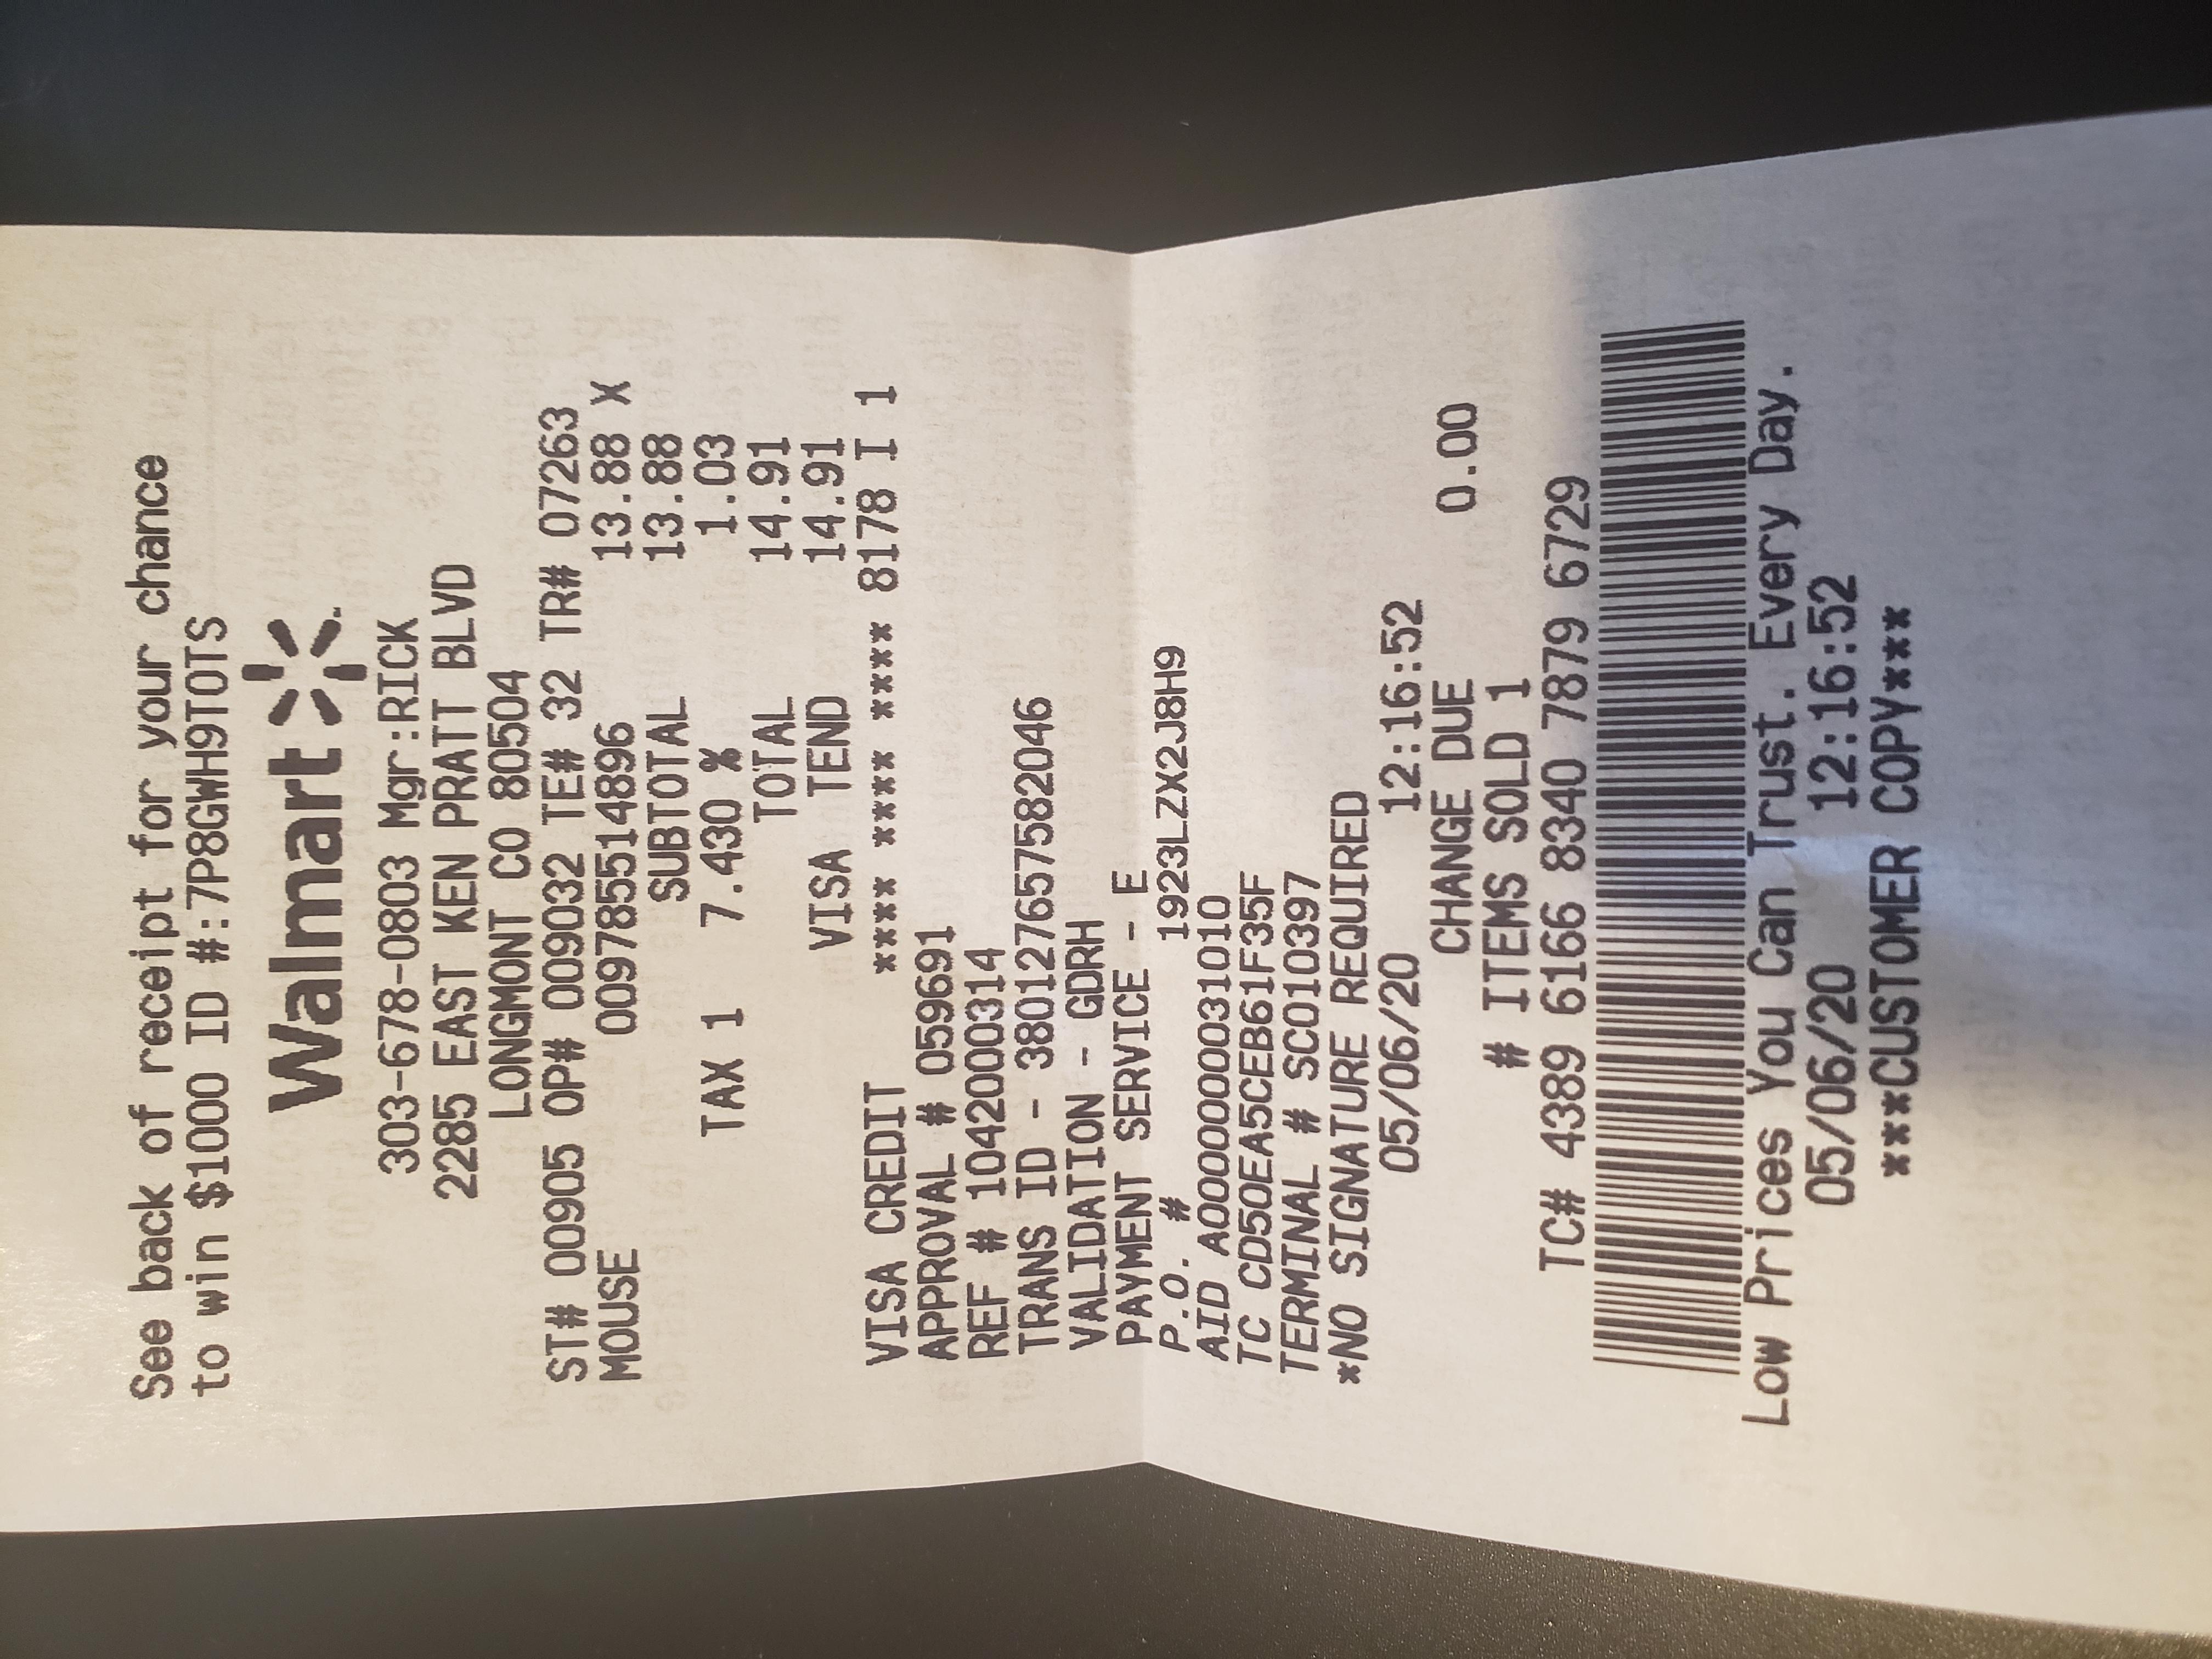 See back of receipt for your chance
to win $1000 ID #:7P8GWH9TOTS
Walmart
303-678-0803 Mgr:RICK
2285 EAST KEN PRATT BLVD
LONGMONT CO 80504
ST# 00905 OP# 009032 TE# 32 TR# 07263
MOUSE 009785514896 13.88 X
SUBTOTAL 13.88
TAX 1 7.430 % 1.03
TOTAL 14.91
VISA TEND 14.91
VISA CREDIT **** **** **** 8178 I 1
APPROVAL # 059691
REF # 1042000314
TRANS ID - 380127657582046
VALIDATION - GDRH
PAYMENT SERVICE - E
P.O. # 1923LZX2J8H9
AID A0000000031010
TC CD50EA5CEB61F35F
TERMINAL # SC010397
*NO SIGNATURE REQUIRED
05/06/20 12:16:52
CHANGE DUE 0.00
# ITEMS SOLD 1
TC# 4389 6166 8340 7879 6729
Low Prices You Can Trust. Every Day.
05/06/20 12:16:52
***CUSTOMER COPY***